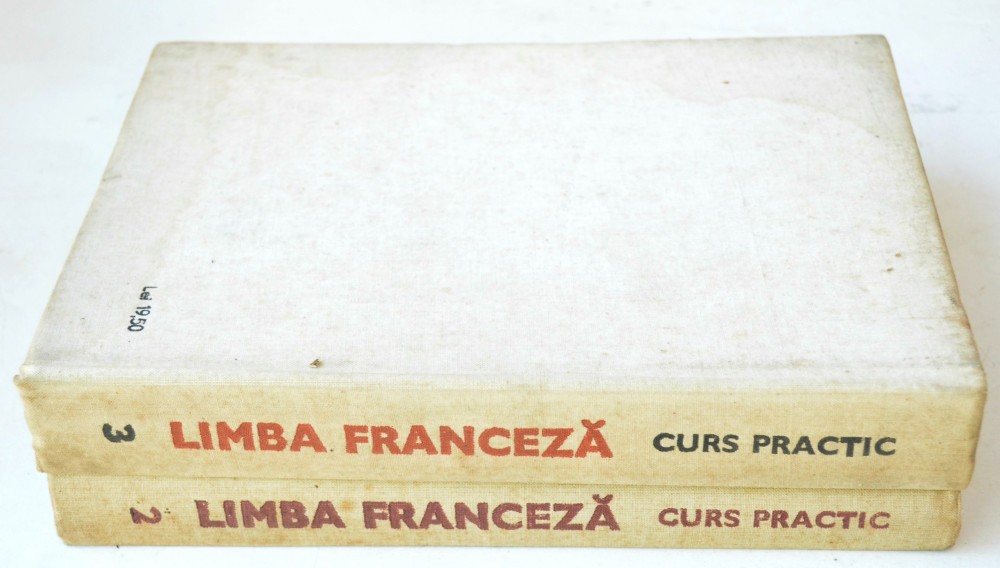 Lei 19,50
3 LIMBA FRANCEZĂ CURS PRACTIC
2 LIMBA FRANCEZĂ CURS PRACTIC